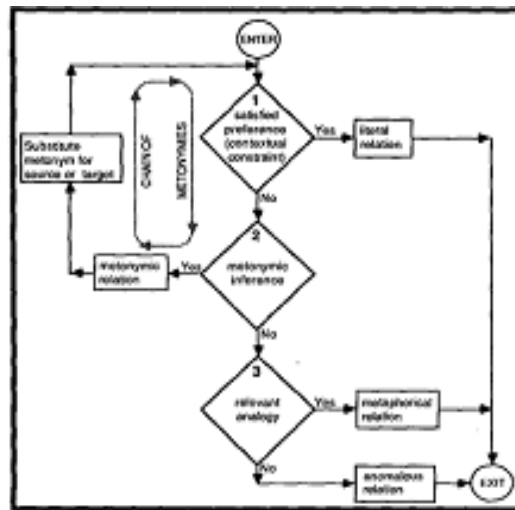 ENTER
1
satisfied
preference
(contextual
constraint)
Yes
literal
relation
No
Substitute
metonym for
source or target
CHAIN OF
METONYMES
2
metonymic
inference
Yes
metonymic
relation
No
3
relevant
analogy
Yes
metaphorical
relation
No
anomalous
relation
EXIT